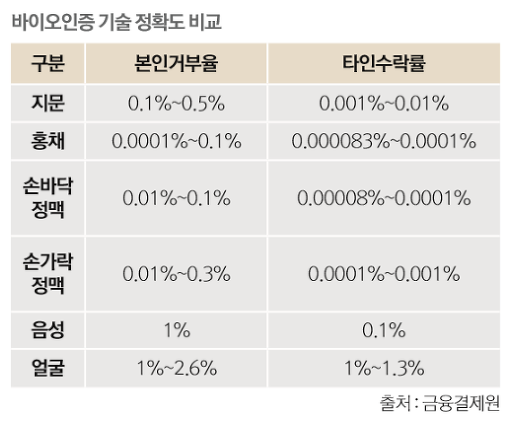 바이오인증 기술 정확도 비교
구분 본인거부율 타인수락률
지문 0.1%~0.5% 0.001%~0.01%
홍채 0.0001%~0.1% 0.000083%~0.0001%
손바닥
정맥 0.01%~0.1% 0.00008%~0.0001%
손가락
정맥 0.01%~0.3% 0.0001%~0.001%
음성 1% 0.1%
얼굴 1%~2.6% 1%~1.3%
출처 : 금융결제원